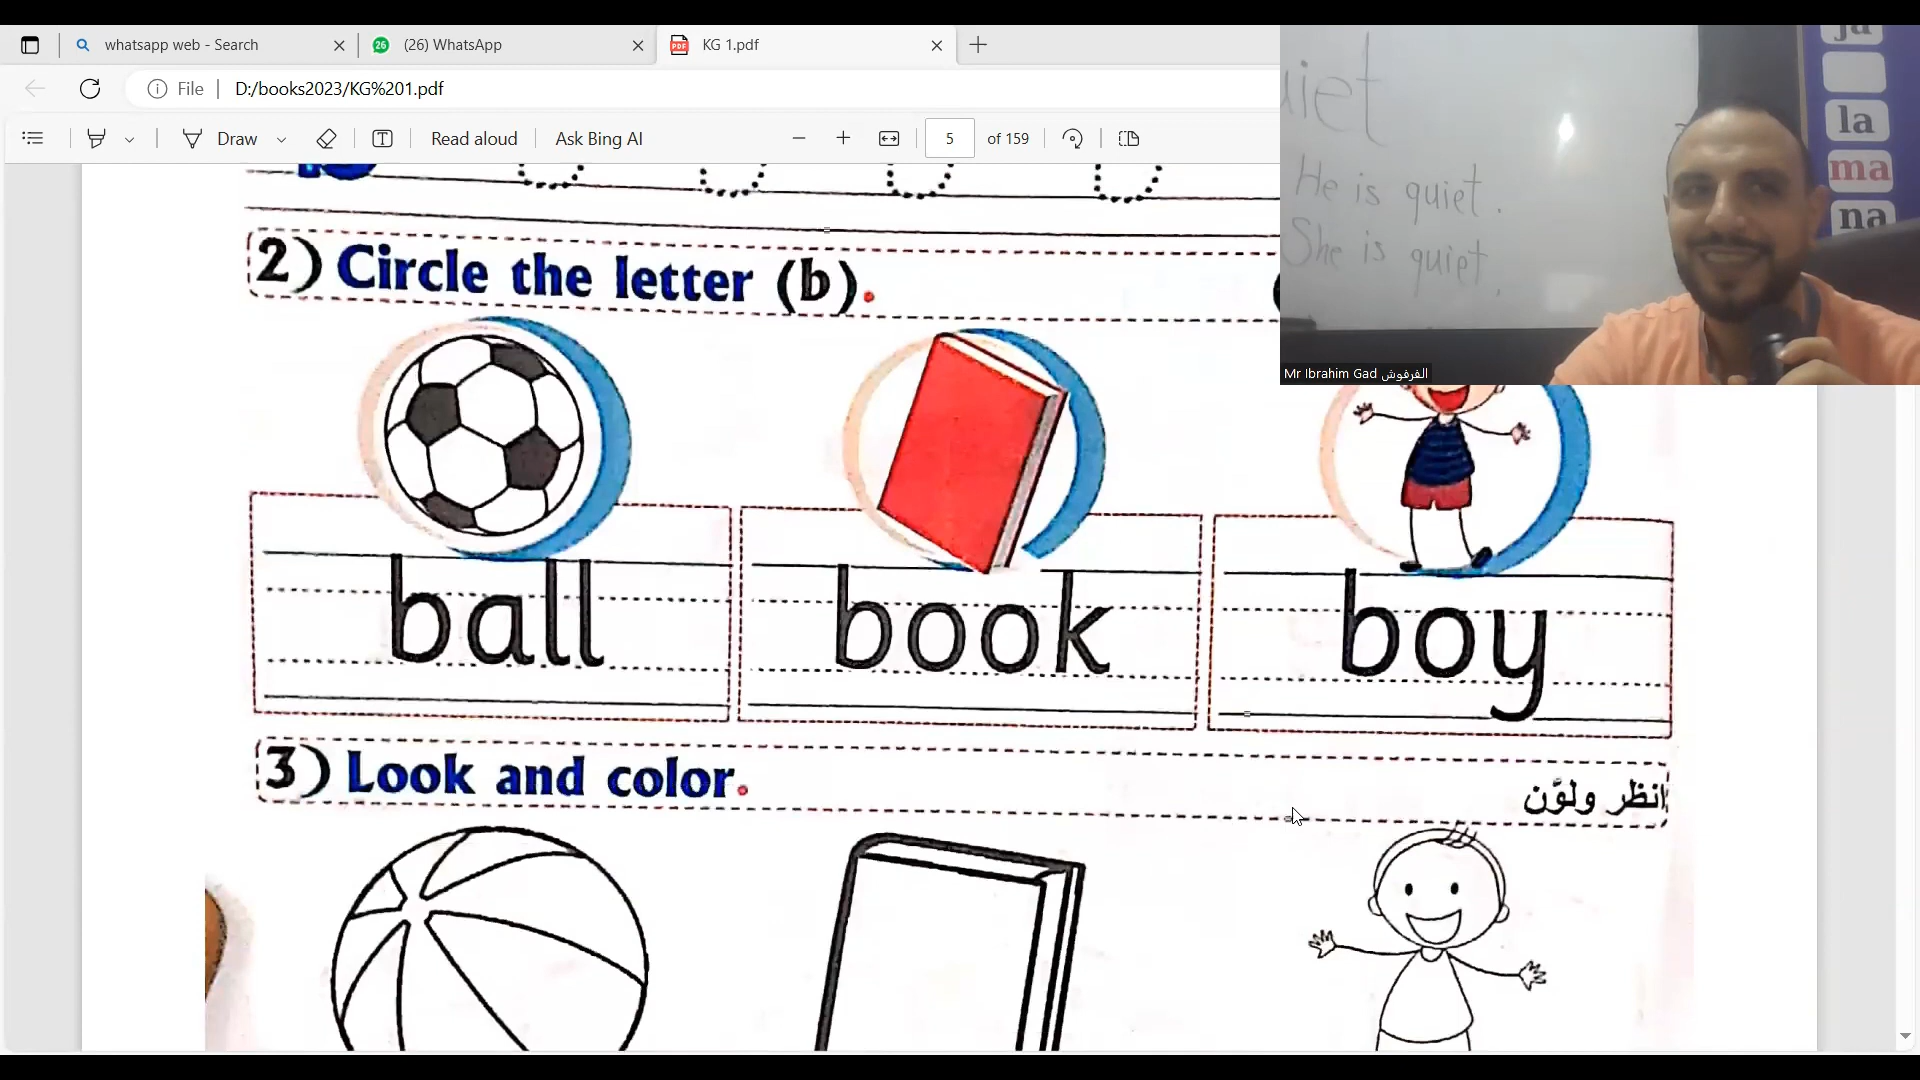 whatsapp web - Search
(26) WhatsApp
KG 1.pdf
File
D:/books2023/KG%201.pdf
Draw
Read aloud
Ask Bing AI
5 of 159
iet
He is quiet.
She is quiet.
ja
la
ma
na
Mr Ibrahim Gad الفرفوش
2) Circle the letter (b).
ball
book
boy
3) Look and color.
انظر ولوَّن